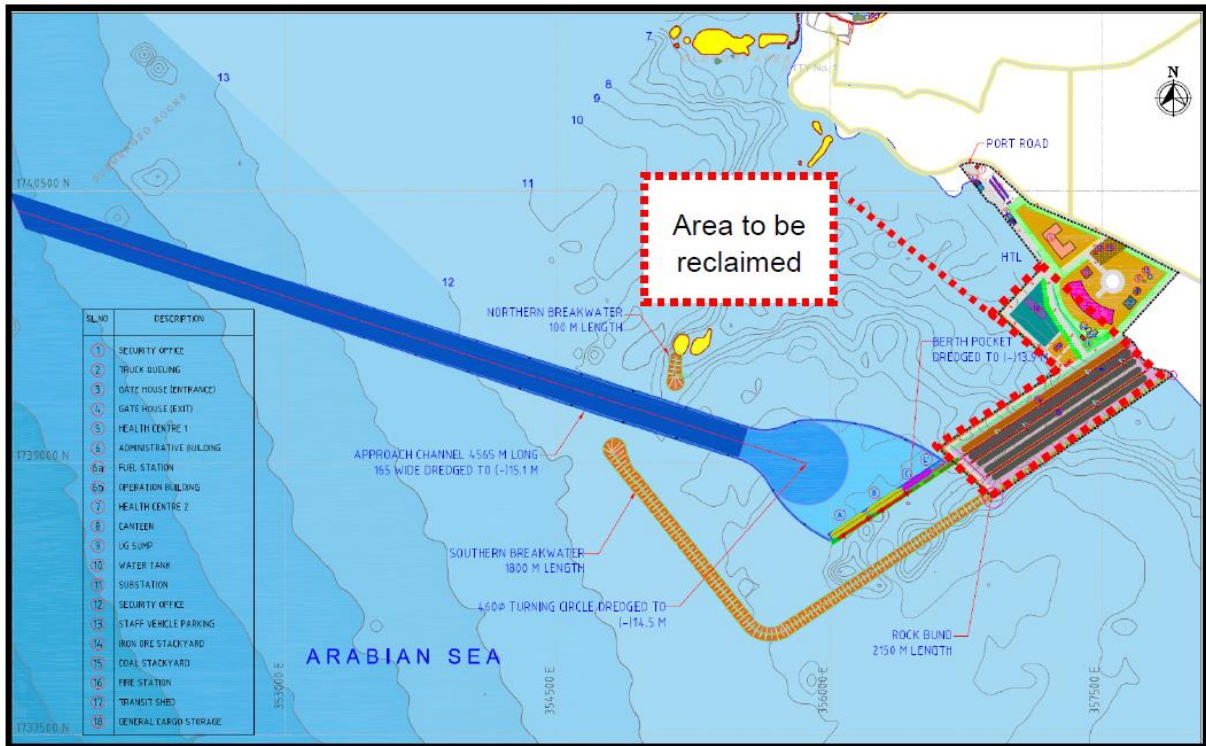 7
8
9
10
13
11
12
SUBMERGED ROCKS
1740500 N
N
PORT ROAD
HTL
Area to be
reclaimed
NORTHERN BREAKWATER
100 M LENGTH
BERTH POCKET
DREDGED TO (-)13.9
APPROACH CHANNEL 4565 M LONG
165 WIDE DREDGED TO (-)15.1 M
1739000 N
SOUTHERN BREAKWATER
1800 M LENGTH
460Ø TURNING CIRCLE DREDGED TO
(-)14.5 M
ROCK BUND
2150 M LENGTH
A
B
C
ARABIAN SEA
353000 E
354500 E
356000 E
357500 E
1737500 N
SL.NO DESCRIPTION
1 SECURITY OFFICE
2 TRUCK QUEUING
3 GATE HOUSE (ENTRANCE)
4 GATE HOUSE (EXIT)
5 HEALTH CENTRE 1
6 ADMINISTRATIVE BUILDING
6a FUEL STATION
6b OPERATION BUILDING
7 HEALTH CENTRE 2
8 CANTEEN
9 UG SUMP
10 WATER TANK
11 SUBSTATION
12 SECURITY OFFICE
13 STAFF VEHICLE PARKING
14 IRON ORE STACKYARD
15 COAL STACKYARD
16 FIRE STATION
17 TRANSIT SHED
18 GENERAL CARGO STORAGE